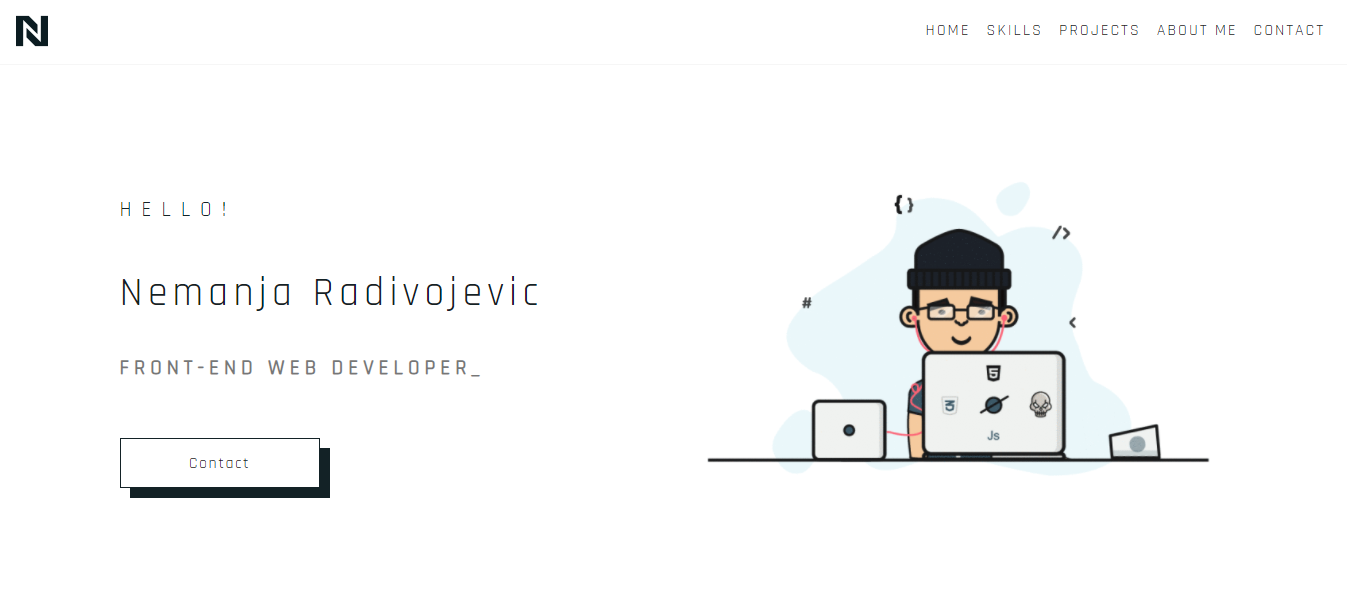 N
HOME SKILLS PROJECTS ABOUT ME CONTACT
HELLO!
Nemanja Radivojevic
FRONT-END WEB DEVELOPER_
Contact
{}
/>
#
<
5
3
Js